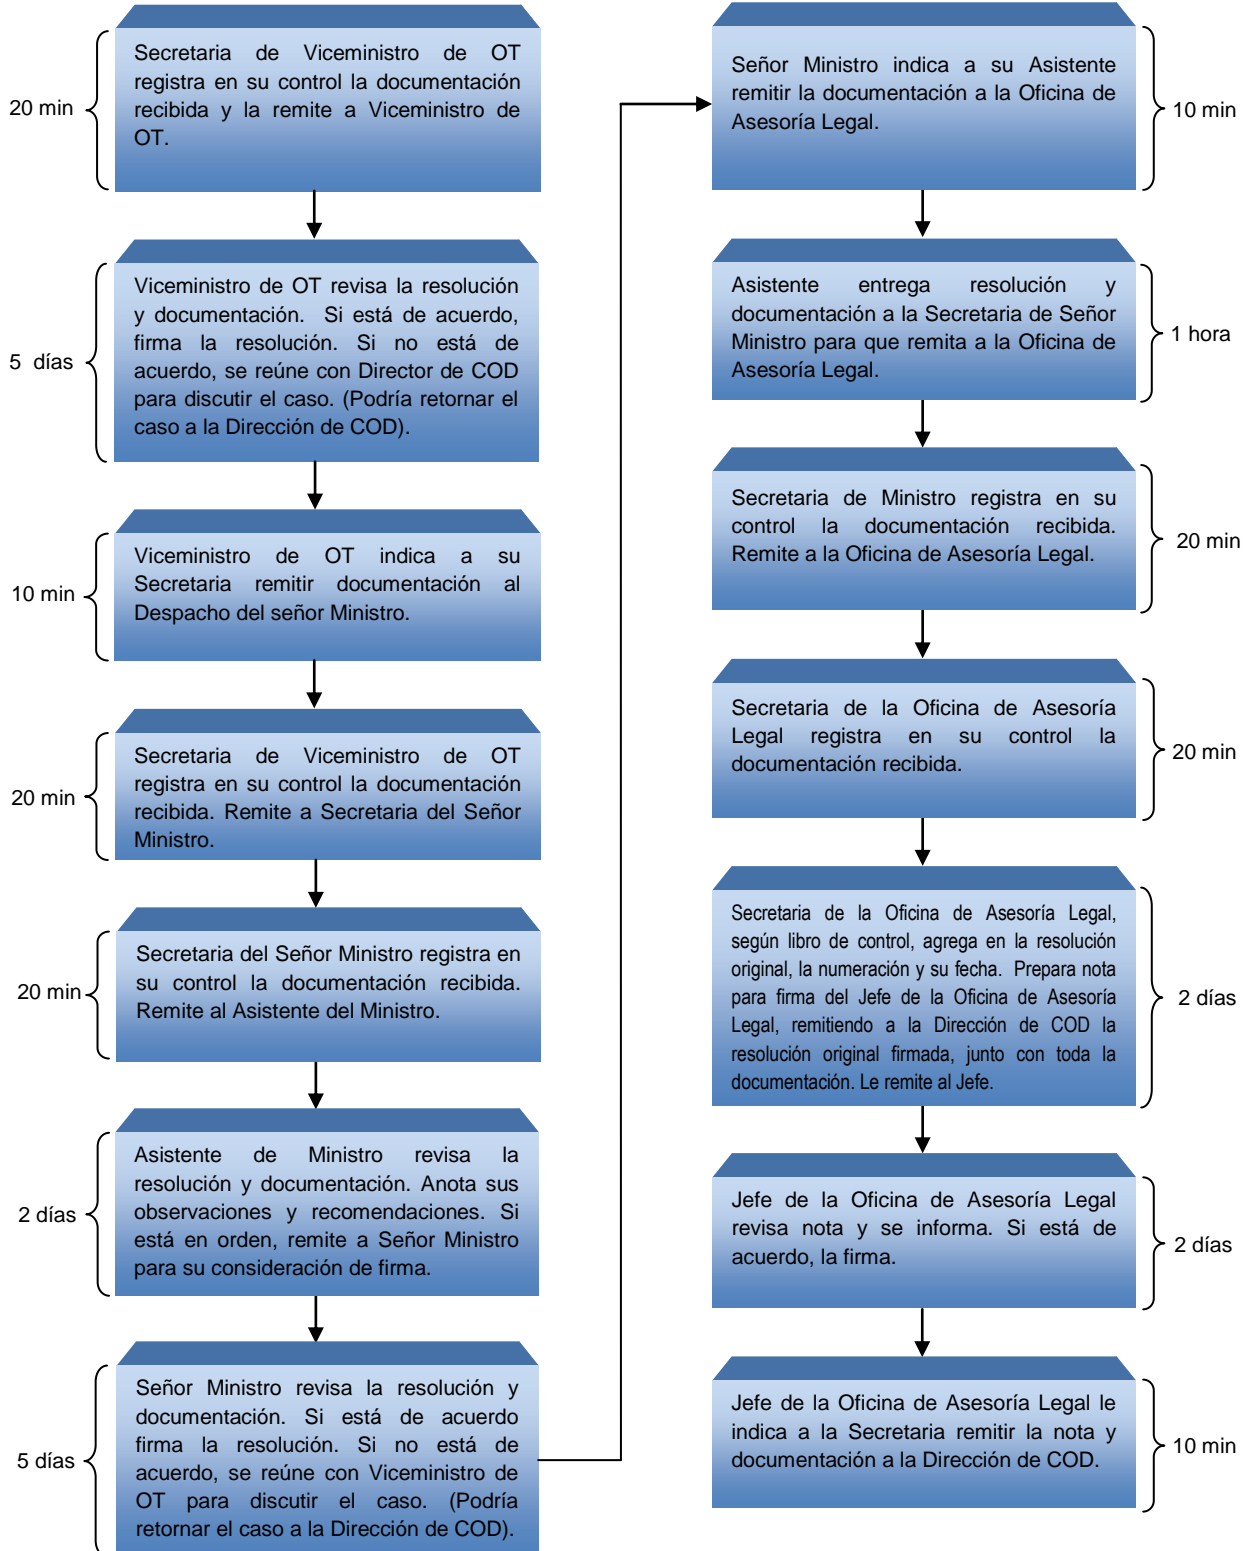 20 min
Secretaria de Viceministro de OT
registra en su control la documentación
recibida y la remite a Viceministro de
OT.
5 días
Viceministro de OT revisa la resolución
y documentación. Si está de acuerdo,
firma la resolución. Si no está de
acuerdo, se reúne con Director de COD
para discutir el caso. (Podría retornar el
caso a la Dirección de COD).
10 min
Viceministro de OT indica a su
Secretaria remitir documentación al
Despacho del señor Ministro.
20 min
Secretaria de Viceministro de OT
registra en su control la documentación
recibida. Remite a Secretaria del Señor
Ministro.
20 min
Secretaria del Señor Ministro registra en
su control la documentación recibida.
Remite al Asistente del Ministro.
2 días
Asistente de Ministro revisa la
resolución y documentación. Anota sus
observaciones y recomendaciones. Si
está en orden, remite a Señor Ministro
para su consideración de firma.
5 días
Señor Ministro revisa la resolución y
documentación. Si está de acuerdo
firma la resolución. Si no está de
acuerdo, se reúne con Viceministro de
OT para discutir el caso. (Podría
retornar el caso a la Dirección de COD).
Señor Ministro indica a su Asistente
remitir la documentación a la Oficina de
Asesoría Legal.
10 min
Asistente entrega resolución y
documentación a la Secretaria de Señor
Ministro para que remita a la Oficina de
Asesoría Legal.
1 hora
Secretaria de Ministro registra en su
control la documentación recibida.
Remite a la Oficina de Asesoría Legal.
20 min
Secretaria de la Oficina de Asesoría
Legal registra en su control la
documentación recibida.
20 min
Secretaria de la Oficina de Asesoría Legal,
según libro de control, agrega en la resolución
original, la numeración y su fecha. Prepara nota
para firma del Jefe de la Oficina de Asesoría
Legal, remitiendo a la Dirección de COD la
resolución original firmada, junto con toda la
documentación. Le remite al Jefe.
2 días
Jefe de la Oficina de Asesoría Legal
revisa nota y se informa. Si está de
acuerdo, la firma.
2 días
Jefe de la Oficina de Asesoría Legal le
indica a la Secretaria remitir la nota y
documentación a la Dirección de COD.
10 min